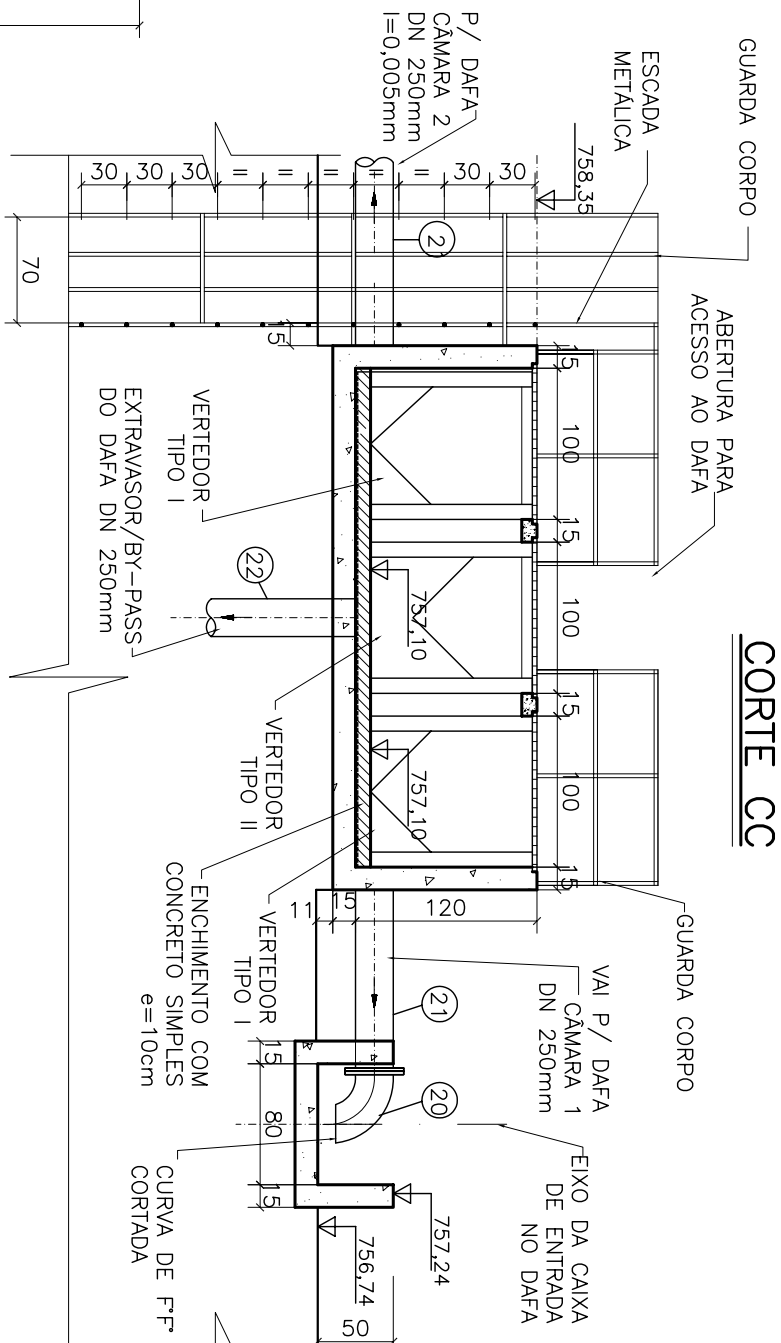 CORTE CC
GUARDA CORPO
ESCADA
METÁLICA
P/ DAFA
CÂMARA 2
DN 250mm
I=0,005mm
758,35
ABERTURA PARA
ACESSO AO DAFA
GUARDA CORPO
30 30 30 = = = = = 30 30
70
15
2
15 100 15 100 15 100 15
757,10
757,10
VERTEDOR
TIPO I
EXTRAVASOR/BY-PASS
DO DAFA DN 250mm
22
VERTEDOR
TIPO II
VERTEDOR
TIPO I
ENCHIMENTO COM
CONCRETO SIMPLES
e=10cm
11 15 120
VAI P/ DAFA
CÂMARA 1
DN 250mm
21
20
EIXO DA CAIXA
DE ENTRADA
NO DAFA
15 80 15
757,24
756,74
50
CURVA DE F°F°
CORTADA